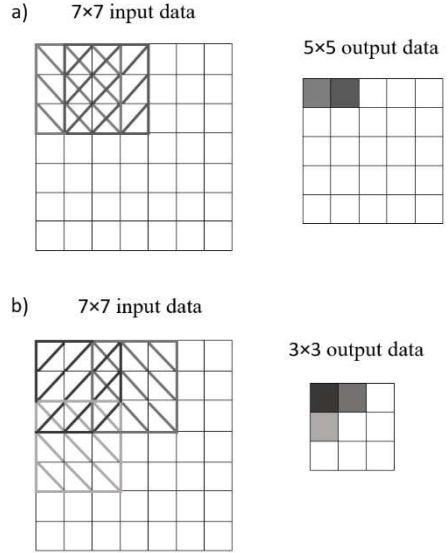 a) 7×7 input data
5×5 output data
b) 7×7 input data
3×3 output data